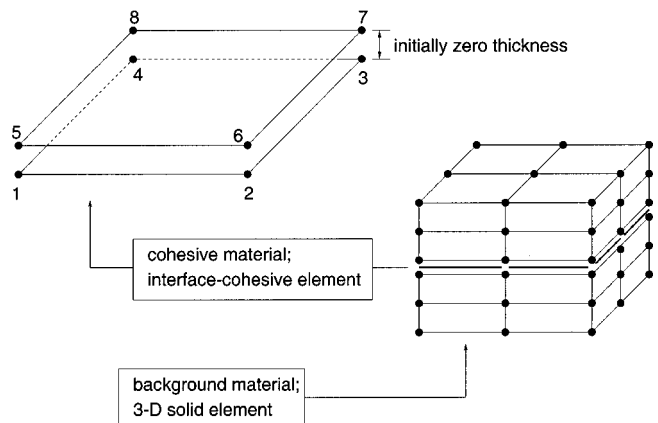 8
7
initially zero thickness
4
3
5
6
1
2
cohesive material;
interface-cohesive element
background material;
3-D solid element